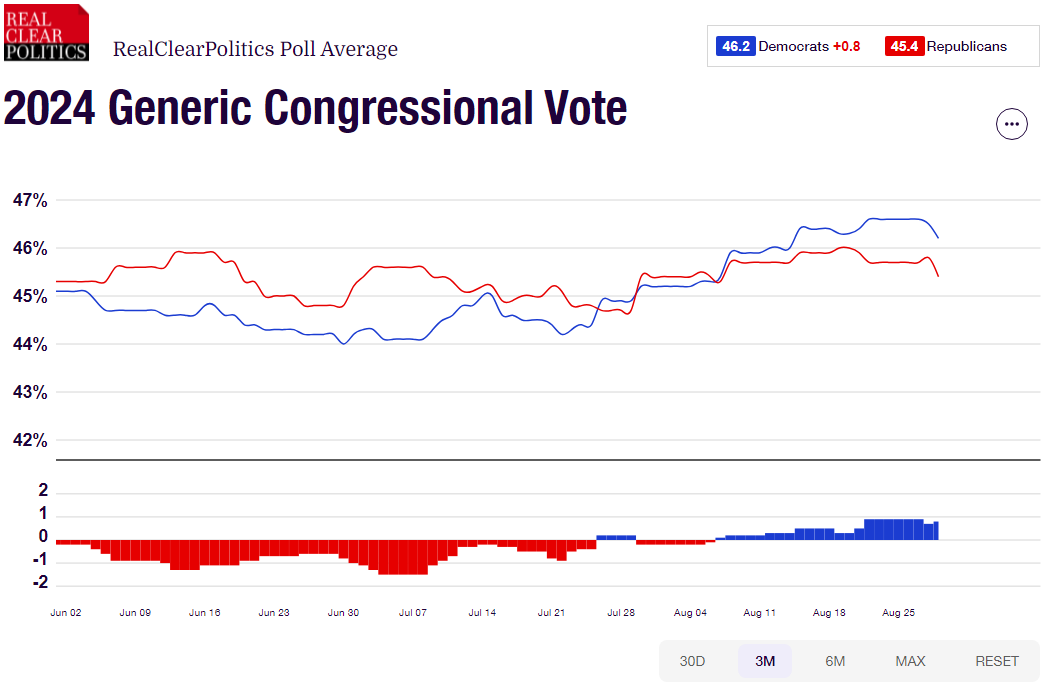 REAL
CLEAR
POLITICS
RealClearPolitics Poll Average
46.2 Democrats +0.8 45.4 Republicans
2024 Generic Congressional Vote
47%
46%
45%
44%
43%
42%
2
1
0
-1
-2
Jun 02 Jun 09 Jun 16 Jun 23 Jun 30 Jul 07 Jul 14 Jul 21 Jul 28 Aug 04 Aug 11 Aug 18 Aug 25
30D 3M 6M MAX RESET